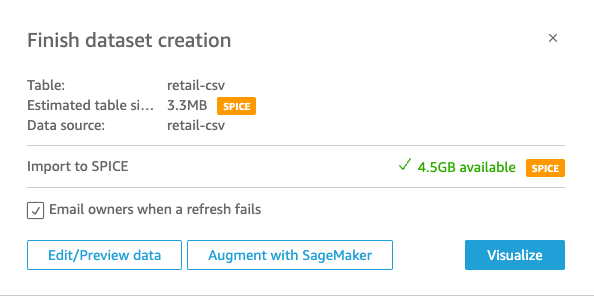 Finish dataset creation
Table: retail-csv
Estimated table si... 3.3MB SPICE
Data source: retail-csv
Import to SPICE 4.5GB available SPICE
Email owners when a refresh fails
Edit/Preview data Augment with SageMaker Visualize